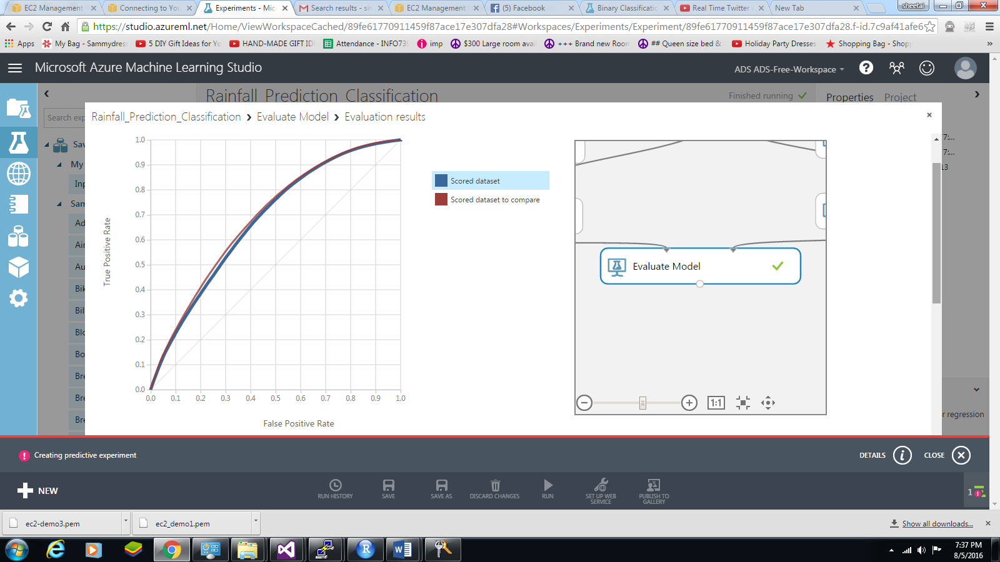 EC2 Management
Connecting to You
Experiments - Mic
Search results - sin
EC2 Management
(5) Facebook
EC2 Management
Binary Classificatio
Real Time Twitter
New Tab
sheetal
https://studio.azureml.net/Home/ViewWorkspaceCached/89fe61770911459f87ace17e307dfa28#Workspaces/Experiments/Experiment/89fe61770911459f87ace17e307dfa28.f-id.7c9af41afe6
Apps
My Bag - Sammydres
5 DIY Gift Ideas for Yo
HAND-MADE GIFT ID
Attendance - INFO739
imp
$300 Large room avai
+++ Brand new Room
## Queen size bed &
Holiday Party Dresses
Shopping Bag - Shop
Microsoft Azure Machine Learning Studio
ADS ADS-Free-Workspace
Rainfall_Prediction_Classification
Finished running
Properties Project
Search exp
Rainfall_Prediction_Classification › Evaluate Model › Evaluation results
Sav
My
Inp
Sam
Ad
Air
Au
Bik
Bil
Blo
Bo
Bre
Bre
Bre
1.0
0.9
0.8
0.7
0.6
0.5
0.4
0.3
0.2
0.1
0.0
True Positive Rate
0.0 0.1 0.2 0.3 0.4 0.5 0.6 0.7 0.8 0.9 1.0
False Positive Rate
Scored dataset
Scored dataset to compare
Evaluate Model
1:1
7:...
7:...
13
r regression
Creating predictive experiment
DETAILS
CLOSE
NEW
RUN HISTORY
SAVE
SAVE AS
DISCARD CHANGES
RUN
SET UP WEB
SERVICE
PUBLISH TO
GALLERY
1
ec2-demo3.pem
ec2_demo1.pem
Show all downloads...
7:37 PM
8/5/2016